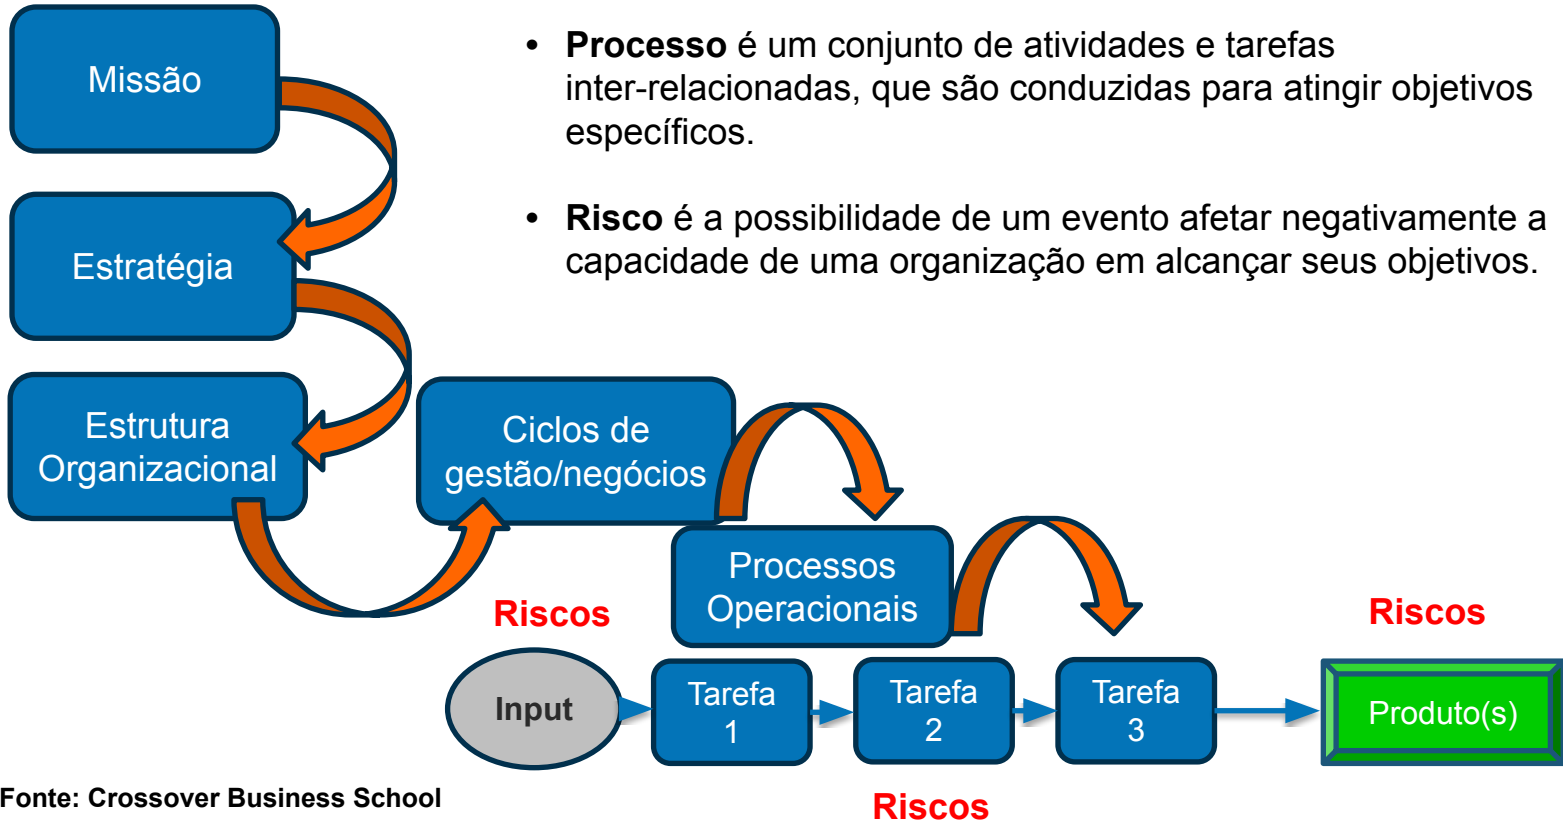 Missão
• Processo é um conjunto de atividades e tarefas
inter-relacionadas, que são conduzidas para atingir objetivos
específicos.
• Risco é a possibilidade de um evento afetar negativamente a
capacidade de uma organização em alcançar seus objetivos.
Estratégia
Estrutura
Organizacional
Ciclos de
gestão/negócios
Processos
Operacionais
Riscos
Riscos
Input
Tarefa
1
Tarefa
2
Tarefa
3
Produto(s)
Riscos
Fonte: Crossover Business School